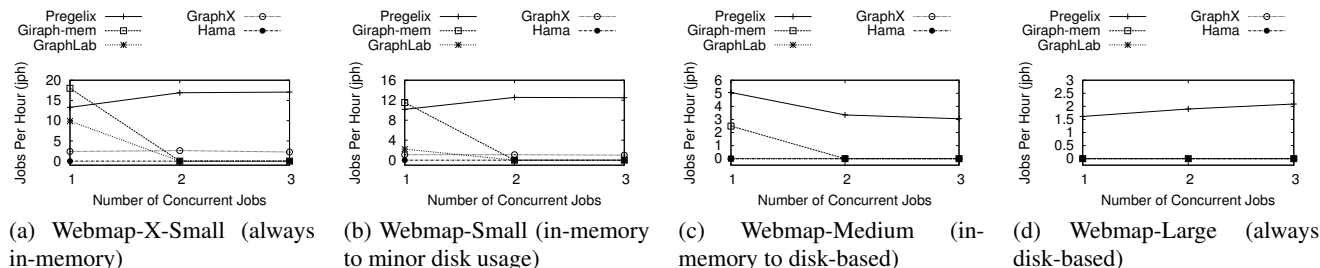 Pregelix
Giraph-mem
GraphLab
GraphX
Hama
Jobs Per Hour (jph)
20
15
10
5
0
1 2 3
Number of Concurrent Jobs
(a) Webmap-X-Small (always
in-memory)
Pregelix
Giraph-mem
GraphLab
GraphX
Hama
Jobs Per Hour (jph)
16
12
8
4
0
1 2 3
Number of Concurrent Jobs
(b) Webmap-Small (in-memory
to minor disk usage)
Pregelix
Giraph-mem
GraphLab
GraphX
Hama
Jobs Per Hour (jph)
6
5
4
3
2
1
0
1 2 3
Number of Concurrent Jobs
(c) Webmap-Medium (in-
memory to disk-based)
Pregelix
Giraph-mem
GraphLab
GraphX
Hama
Jobs Per Hour (jph)
3
2.5
2
1.5
1
0.5
0
1 2 3
Number of Concurrent Jobs
(d) Webmap-Large (always
disk-based)